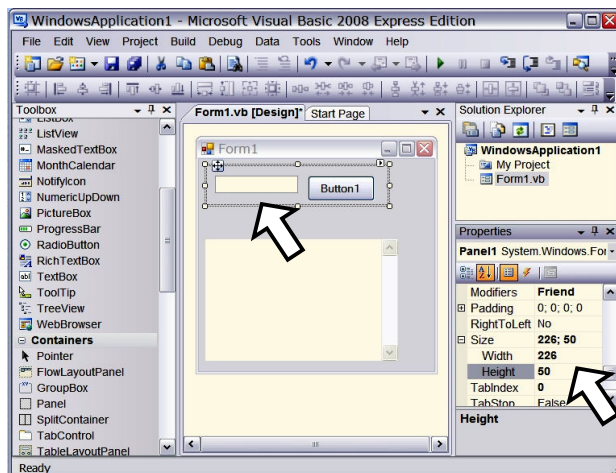 WindowsApplication1 - Microsoft Visual Basic 2008 Express Edition
File Edit View Project Build Debug Data Tools Window Help
Toolbox
ListBox
ListView
MaskedTextBox
MonthCalendar
NotifyIcon
NumericUpDown
PictureBox
ProgressBar
RadioButton
RichTextBox
TextBox
ToolTip
TreeView
WebBrowser
Containers
Pointer
FlowLayoutPanel
GroupBox
Panel
SplitContainer
TabControl
TableLayoutPanel
Form1.vb [Design]* Start Page
Form1
Button1
Solution Explorer
WindowsApplication1
My Project
Form1.vb
Properties
Panel1 System.Windows.For
Modifiers Friend
Padding 0; 0; 0; 0
RightToLeft No
Size 226; 50
Width 226
Height 50
TabIndex 0
TabStop False
Height
Ready